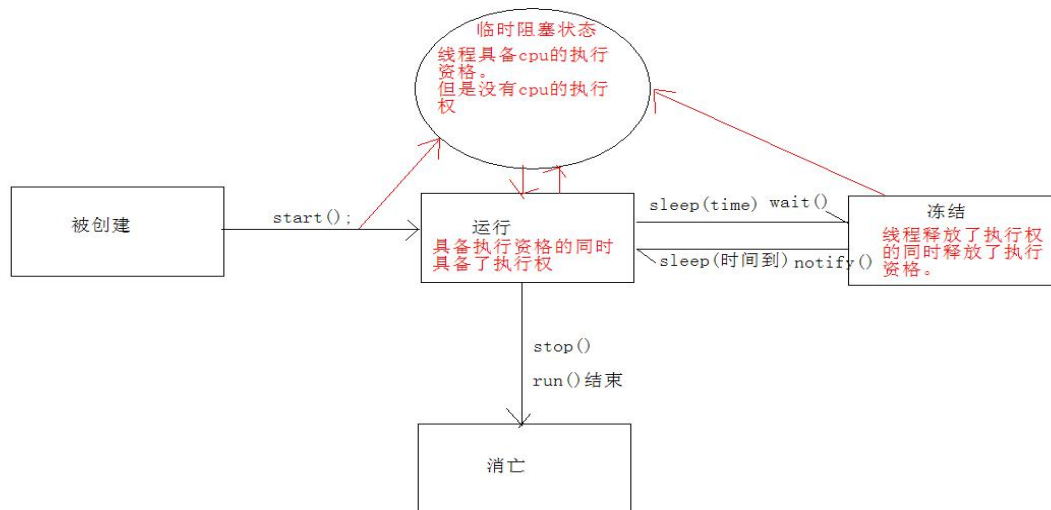 临时阻塞状态
线程具备cpu的执行
资格。
但是没有cpu的执行
权
被创建
start();
运行
具备执行资格的同时
具备了执行权
sleep(time) wait()
sleep(时间到)notify()
冻结
线程释放了执行权
的同时释放了执行
资格。
stop()
run()结束
消亡